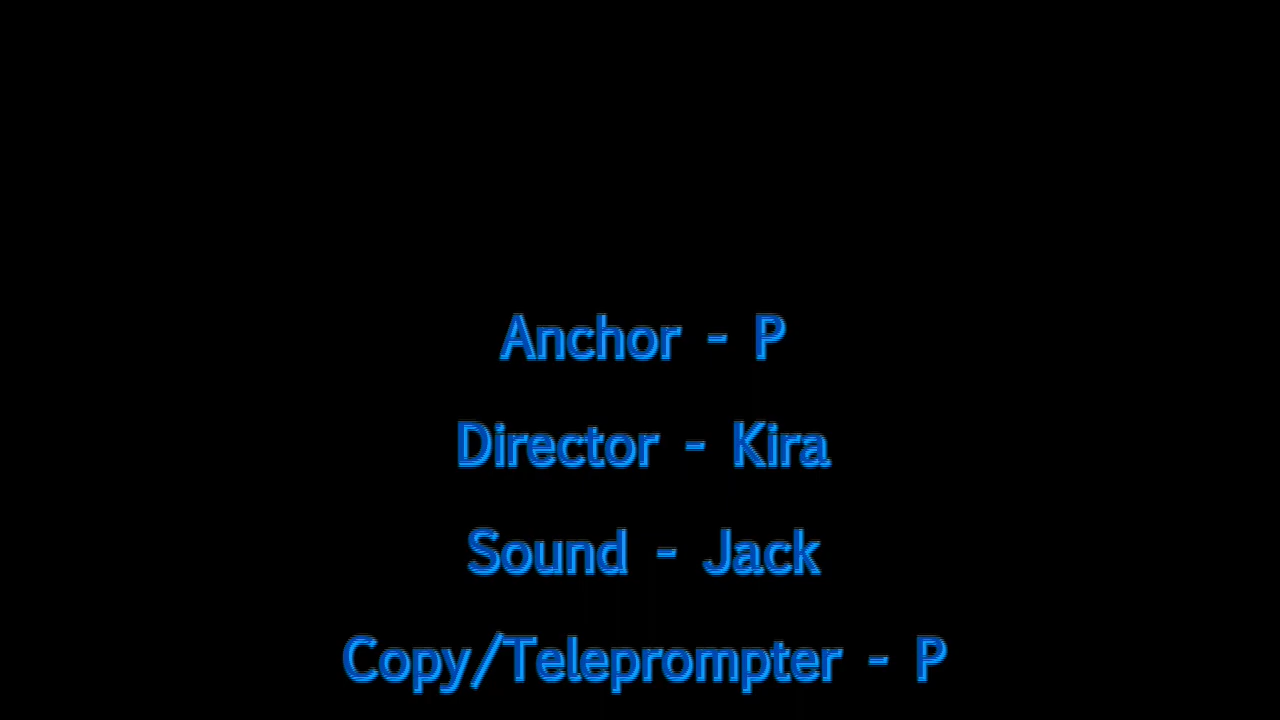 Anchor - P
Director - Kira
Sound - Jack
Copy/Teleprompter - P